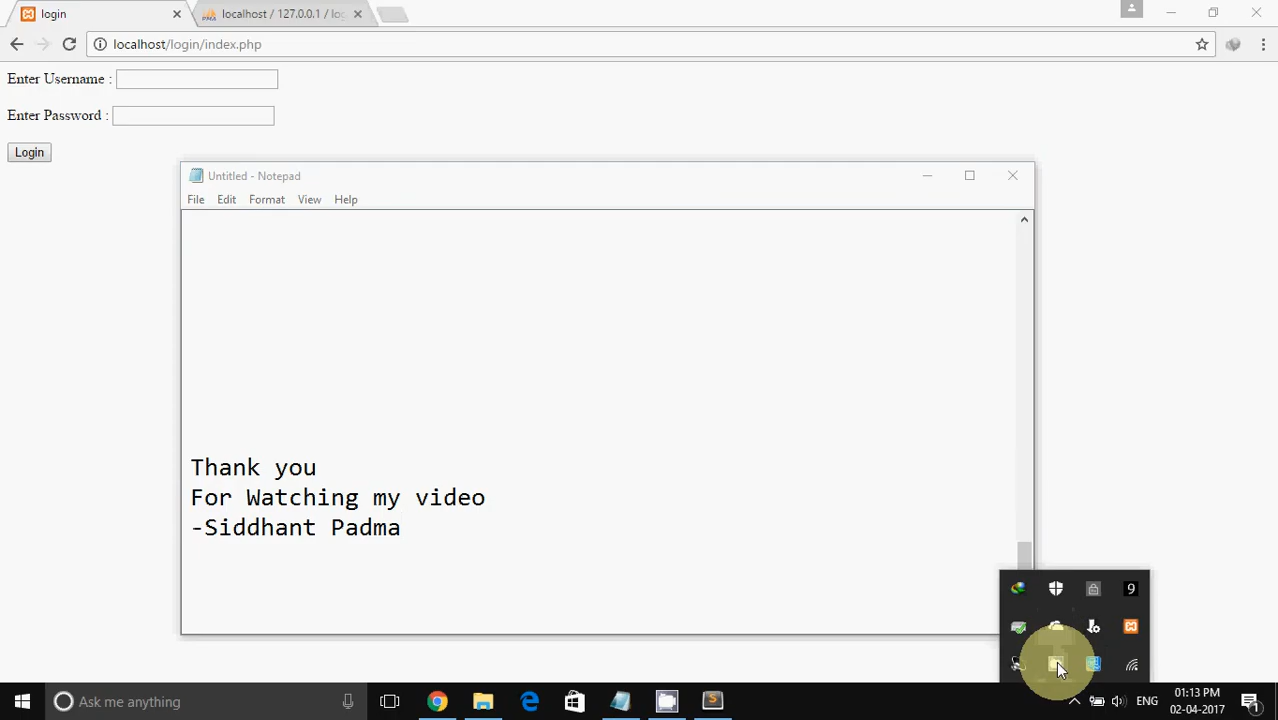 login
localhost / 127.0.0.1 / log
localhost/login/index.php
Enter Username :
Enter Password :
Login
Untitled - Notepad
File Edit Format View Help
Thank you
For Watching my video
-Siddhant Padma
9
Ask me anything
ENG
01:13 PM
02-04-2017
1